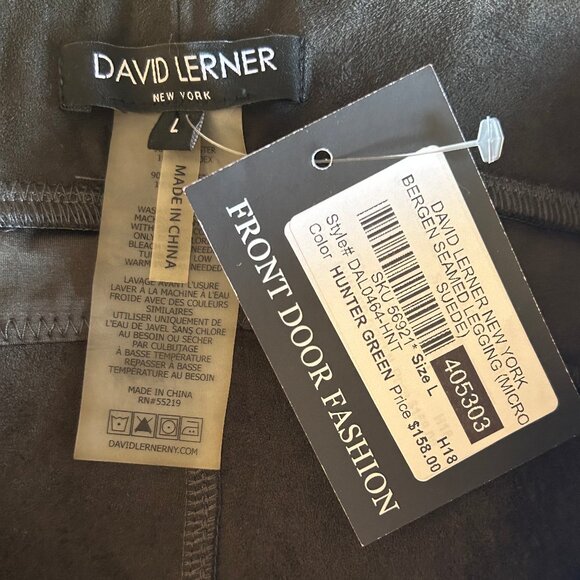 DAVID LERNER
NEW YORK
L
MADE IN CHINA
LAVAGE AVANT L'USURE
LAVER À LA MACHINE À L'EAU
FROIDE AVEC DES COULEURS
SIMILAIRES
UTILISER UNIQUEMENT DE
L'EAU DE JAVEL SANS CHLORE
AU BESOIN OU SÉCHER
PAR CULBUTAGE
À BASSE TEMPÉRATURE
REPASSER À BASSE
TEMPÉRATURE AU BESOIN
MADE IN CHINA
RN#55219
DAVIDLERNERNY.COM
FRONT DOOR FASHION
DAVID LERNER NEW YORK
BERGEN SEAMED LEGGING (MICRO
SUEDE)
405303
SKU 56921* Size L
Style# DAL0464-HNT H18
Color HUNTER GREEN Price $158.00